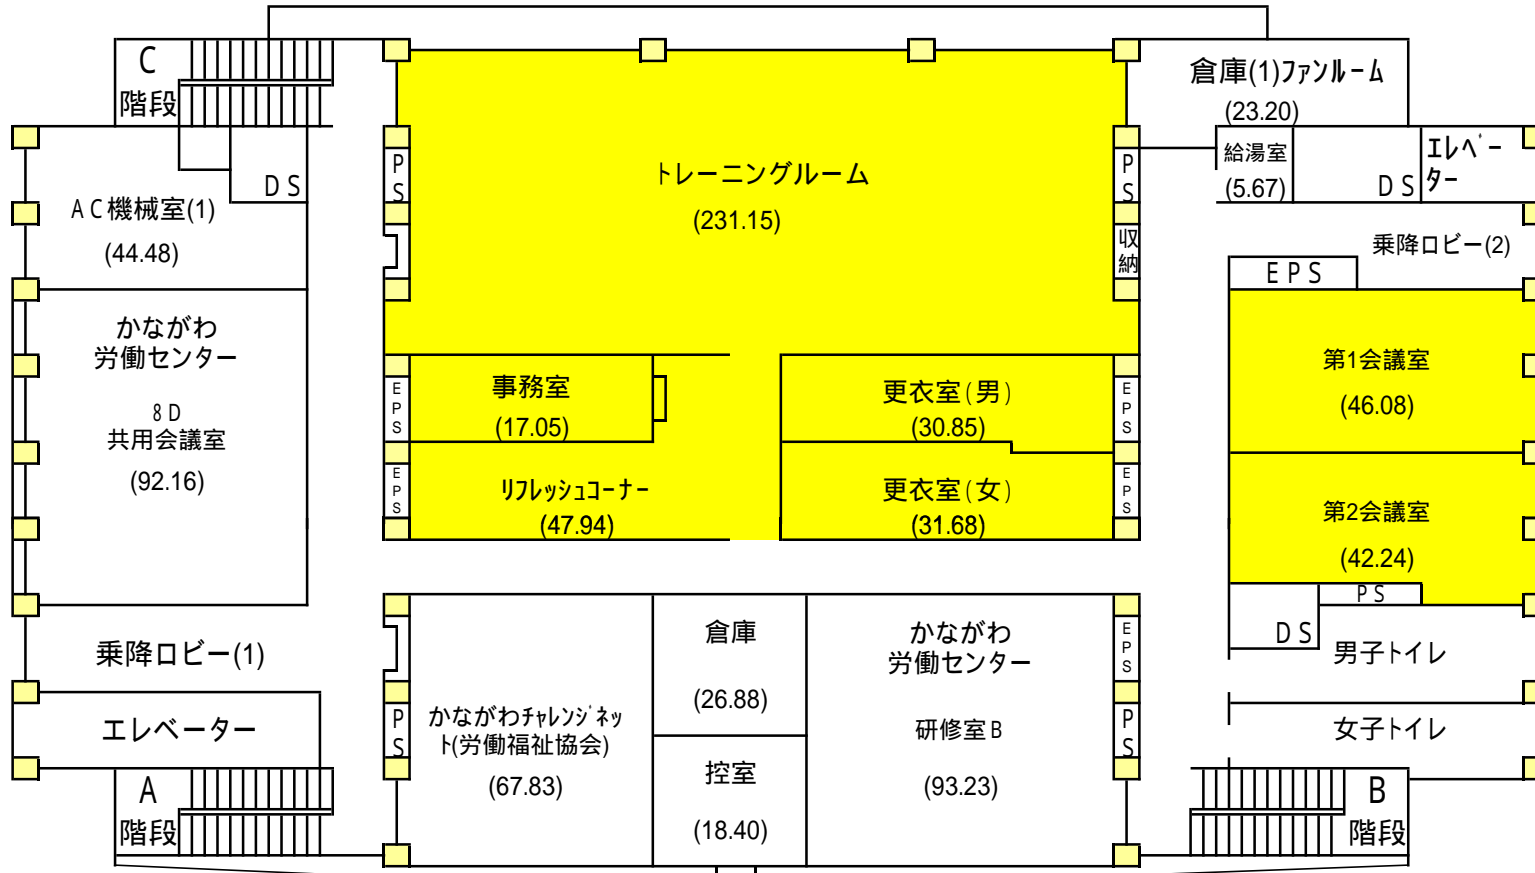 C
階段
倉庫(1)ファンルーム
(23.20)
PS
トレーニングルーム
(231.15)
PS
給湯室
(5.67)
DS
エレベー
ター
DS
AC機械室(1)
(44.48)
収納
乗降ロビー(2)
EPS
かながわ
労働センター
8D
共用会議室
(92.16)
EPS
事務室
(17.05)
更衣室(男)
(30.85)
EPS
第1会議室
(46.08)
EPS
リフレッシュコーナー
(47.94)
更衣室(女)
(31.68)
EPS
第2会議室
(42.24)
PS
DS
男子トイレ
乗降ロビー(1)
エレベーター
PS
かながわチャレンジネッ
ト(労働福祉協会)
(67.83)
倉庫
(26.88)
控室
(18.40)
かながわ
労働センター
研修室B
(93.23)
EPS
PS
女子トイレ
A
階段
B
階段